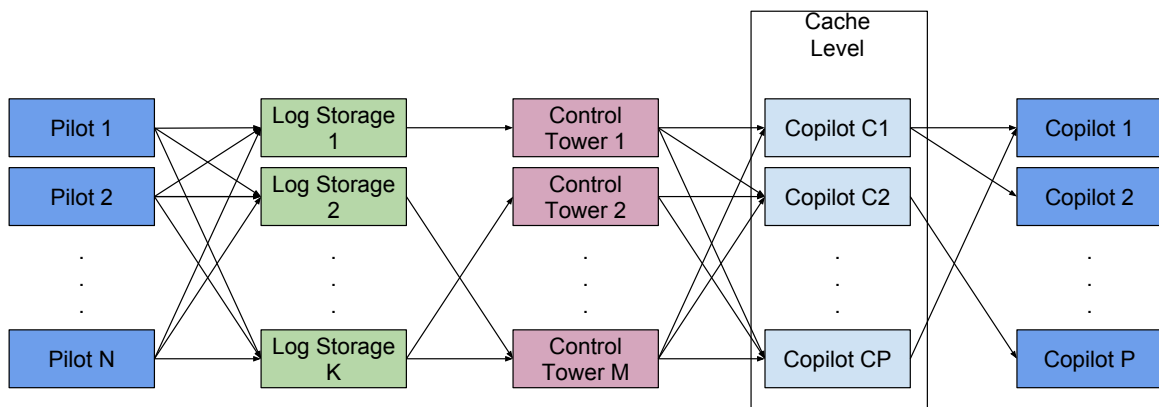 Cache
Level
Pilot 1
Log Storage
1
Control
Tower 1
Copilot C1
Copilot 1
Pilot 2
Log Storage
2
Control
Tower 2
Copilot C2
Copilot 2
. . . . .
. . . . .
. . . . .
Pilot N
Log Storage
K
Control
Tower M
Copilot CP
Copilot P